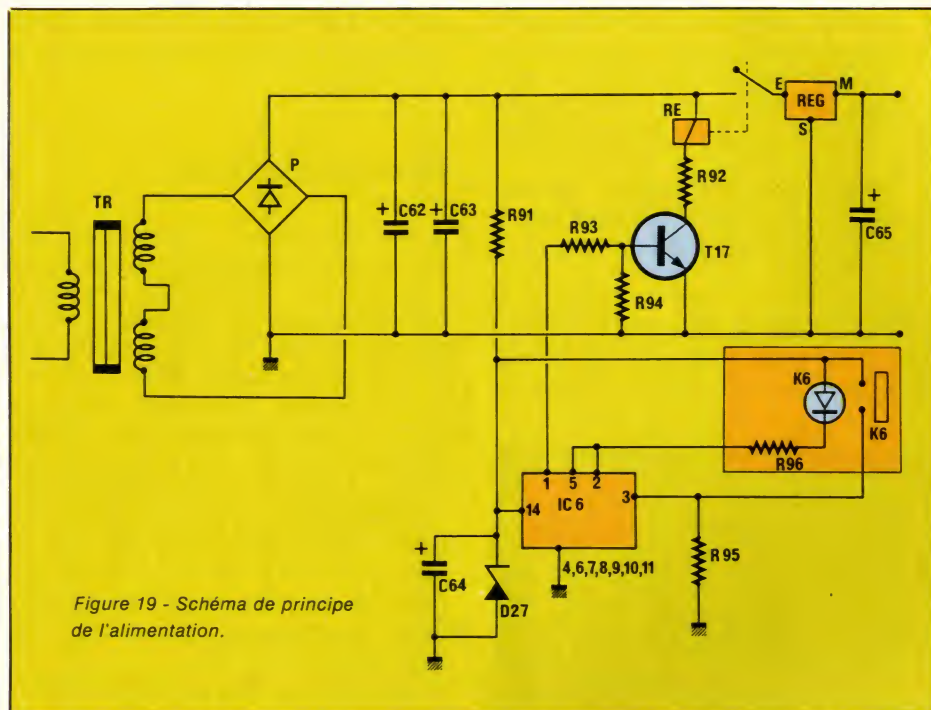 E
REG
M
S
RE
P
TR
C62
C63
R91
R92
R93
T17
R94
C65
K6
K6
R96
1 5 2
14
IC 6
3
4,6,7,8,9,10,11
R95
C64
D27
+
+
+
+
Figure 19 - Schéma de principe
de l'alimentation.